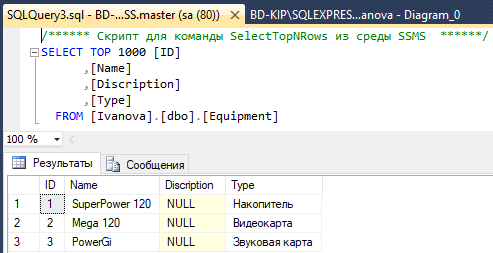 SQLQuery3.sql - BD-...SS.master (sa (80))* BD-KIP\SQLEXPRES...anova - Diagram_0
/****** Скрипт для команды SelectTopNRows из среды SSMS ******/
SELECT TOP 1000 [ID]
,[Name]
,[Discription]
,[Type]
FROM [Ivanova].[dbo].[Equipment]
100 %
Результаты Сообщения
ID Name Discription Type
1 1 SuperPower 120 NULL Накопитель
2 2 Mega 120 NULL Видеокарта
3 3 PowerGi NULL Звуковая карта